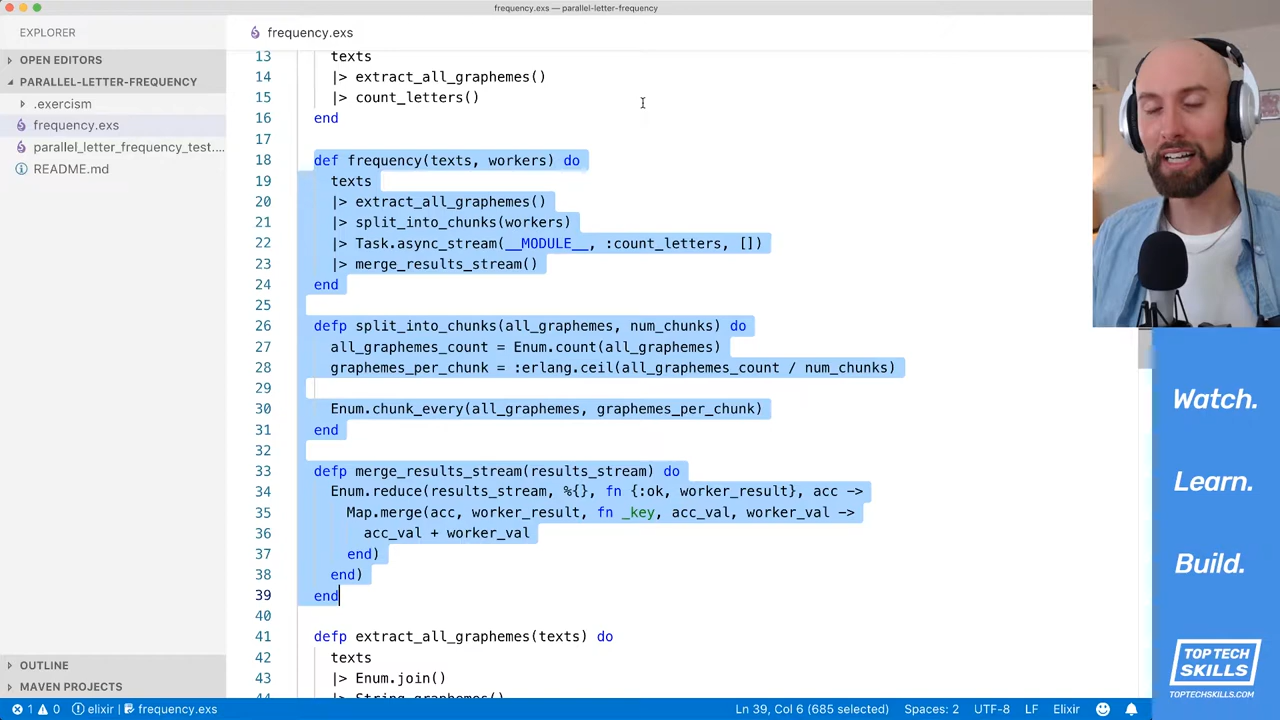 frequency.exs — parallel-letter-frequency
EXPLORER
OPEN EDITORS
PARALLEL-LETTER-FREQUENCY
.exercism
frequency.exs
parallel_letter_frequency_test....
README.md
OUTLINE
MAVEN PROJECTS
frequency.exs
13 texts
14 |> extract_all_graphemes()
15 |> count_letters()
16 end
17
18 def frequency(texts, workers) do
19 texts
20 |> extract_all_graphemes()
21 |> split_into_chunks(workers)
22 |> Task.async_stream(__MODULE__, :count_letters, [])
23 |> merge_results_stream()
24 end
25
26 defp split_into_chunks(all_graphemes, num_chunks) do
27 all_graphemes_count = Enum.count(all_graphemes)
28 graphemes_per_chunk = :erlang.ceil(all_graphemes_count / num_chunks)
29
30 Enum.chunk_every(all_graphemes, graphemes_per_chunk)
31 end
32
33 defp merge_results_stream(results_stream) do
34 Enum.reduce(results_stream, %{}, fn {:ok, worker_result}, acc ->
35 Map.merge(acc, worker_result, fn _key, acc_val, worker_val ->
36 acc_val + worker_val
37 end)
38 end)
39 end
40
41 defp extract_all_graphemes(texts) do
42 texts
43 |> Enum.join()
44 |> String.graphemes()
Watch.
Learn.
Build.
TOP TECH
SKILLS
TOPTECHSKILLS.COM
1 0 elixir | frequency.exs
Ln 39, Col 6 (685 selected) Spaces: 2 UTF-8 LF Elixir